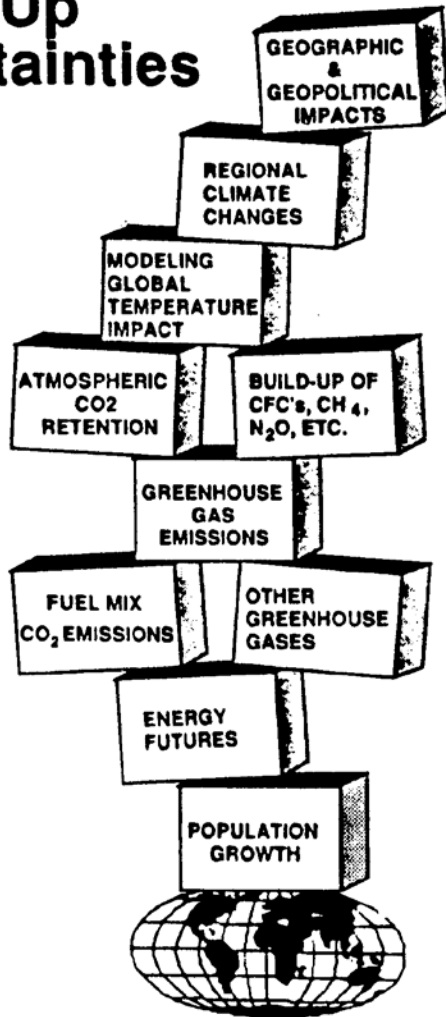 Up
tainties
GEOGRAPHIC
&
GEOPOLITICAL
IMPACTS
REGIONAL
CLIMATE
CHANGES
MODELING
GLOBAL
TEMPERATURE
IMPACT
ATMOSPHERIC
CO2
RETENTION
BUILD-UP OF
CFC's, CH₄,
N₂O, ETC.
GREENHOUSE
GAS
EMISSIONS
FUEL MIX
CO₂ EMISSIONS
OTHER
GREENHOUSE
GASES
ENERGY
FUTURES
POPULATION
GROWTH